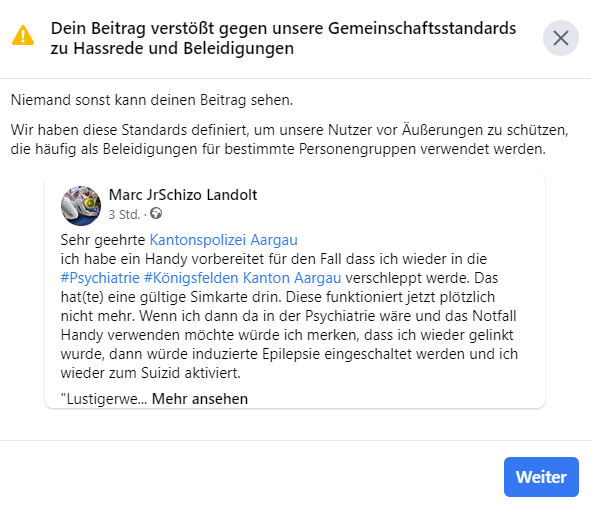 Dein Beitrag verstößt gegen unsere Gemeinschaftsstandards
zu Hassrede und Beleidigungen
Niemand sonst kann deinen Beitrag sehen.
Wir haben diese Standards definiert, um unsere Nutzer vor Äußerungen zu schützen,
die häufig als Beleidigungen für bestimmte Personengruppen verwendet werden.
Marc JrSchizo Landolt
3 Std. ·
Sehr geehrte Kantonspolizei Aargau
ich habe ein Handy vorbereitet für den Fall dass ich wieder in die
#Psychiatrie #Königsfelden Kanton Aargau verschleppt werde. Das
hat(te) eine gültige Simkarte drin. Diese funktioniert jetzt plötzlich
nicht mehr. Wenn ich dann da in der Psychiatrie wäre und das Notfall
Handy verwenden möchte würde ich merken, dass ich wieder gelinkt
wurde, dann würde induzierte Epilepsie eingeschaltet werden und ich
wieder zum Suizid aktiviert.
"Lustigerwe... Mehr ansehen
Weiter